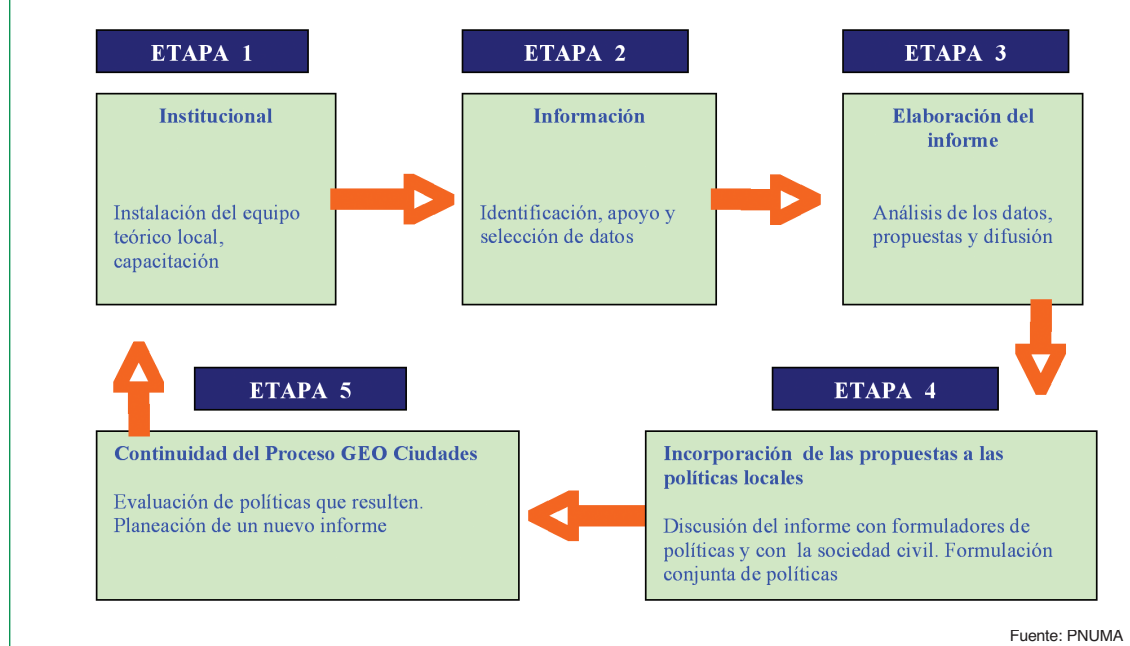 ETAPA 1
Institucional
Instalación del equipo
teórico local,
capacitación
ETAPA 2
Información
Identificación, apoyo y
selección de datos
ETAPA 3
Elaboración del
informe
Análisis de los datos,
propuestas y difusión
ETAPA 4
Incorporación de las propuestas a las
políticas locales
Discusión del informe con formuladores de
políticas y con la sociedad civil. Formulación
conjunta de políticas
ETAPA 5
Continuidad del Proceso GEO Ciudades
Evaluación de políticas que resulten.
Planeación de un nuevo informe
Fuente: PNUMA